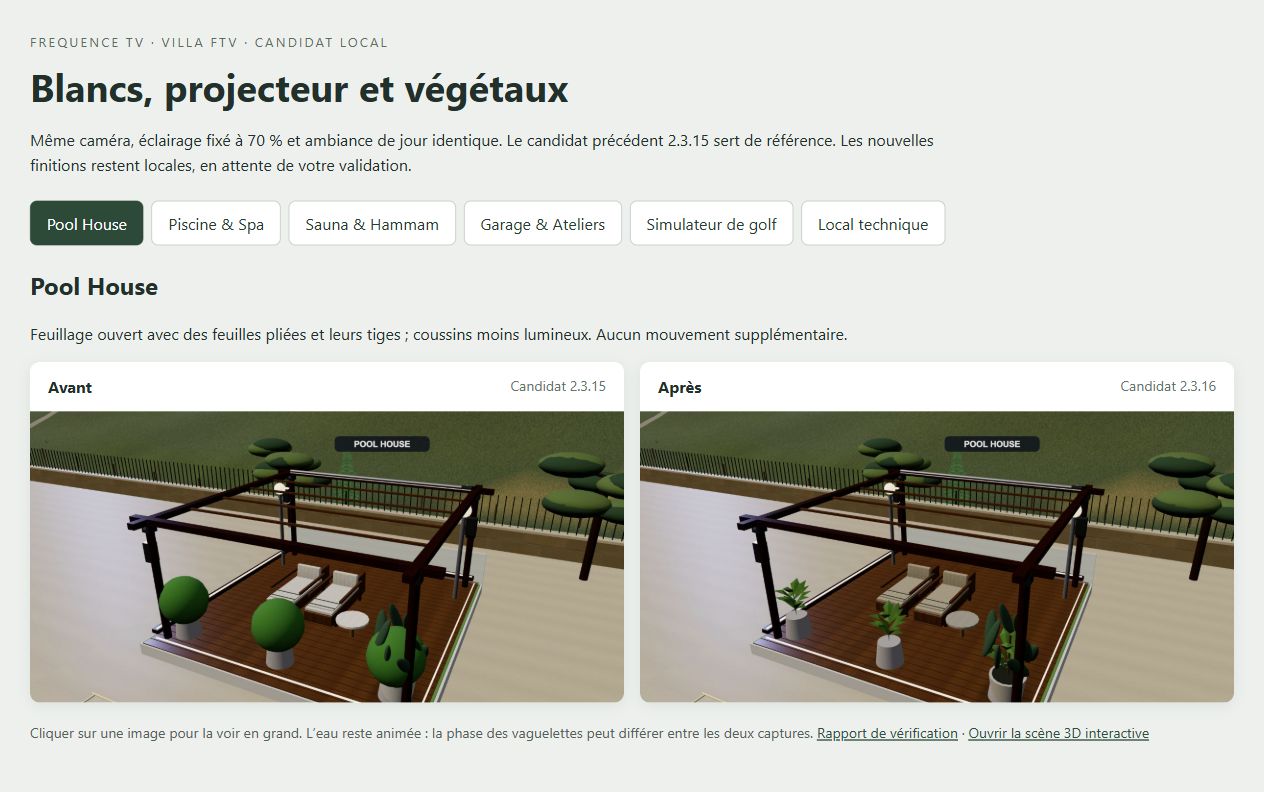 FREQUENCE TV · VILLA FTV · CANDIDAT LOCAL
Blancs, projecteur et végétaux
Même caméra, éclairage fixé à 70 % et ambiance de jour identique. Le candidat précédent 2.3.15 sert de référence. Les nouvelles
finitions restent locales, en attente de votre validation.
Pool House
Piscine & Spa
Sauna & Hammam
Garage & Ateliers
Simulateur de golf
Local technique
Pool House
Feuillage ouvert avec des feuilles pliées et leurs tiges ; coussins moins lumineux. Aucun mouvement supplémentaire.
Avant
Candidat 2.3.15
POOL HOUSE
Après
Candidat 2.3.16
POOL HOUSE
Cliquer sur une image pour la voir en grand. L’eau reste animée : la phase des vaguelettes peut différer entre les deux captures. Rapport de vérification · Ouvrir la scène 3D interactive